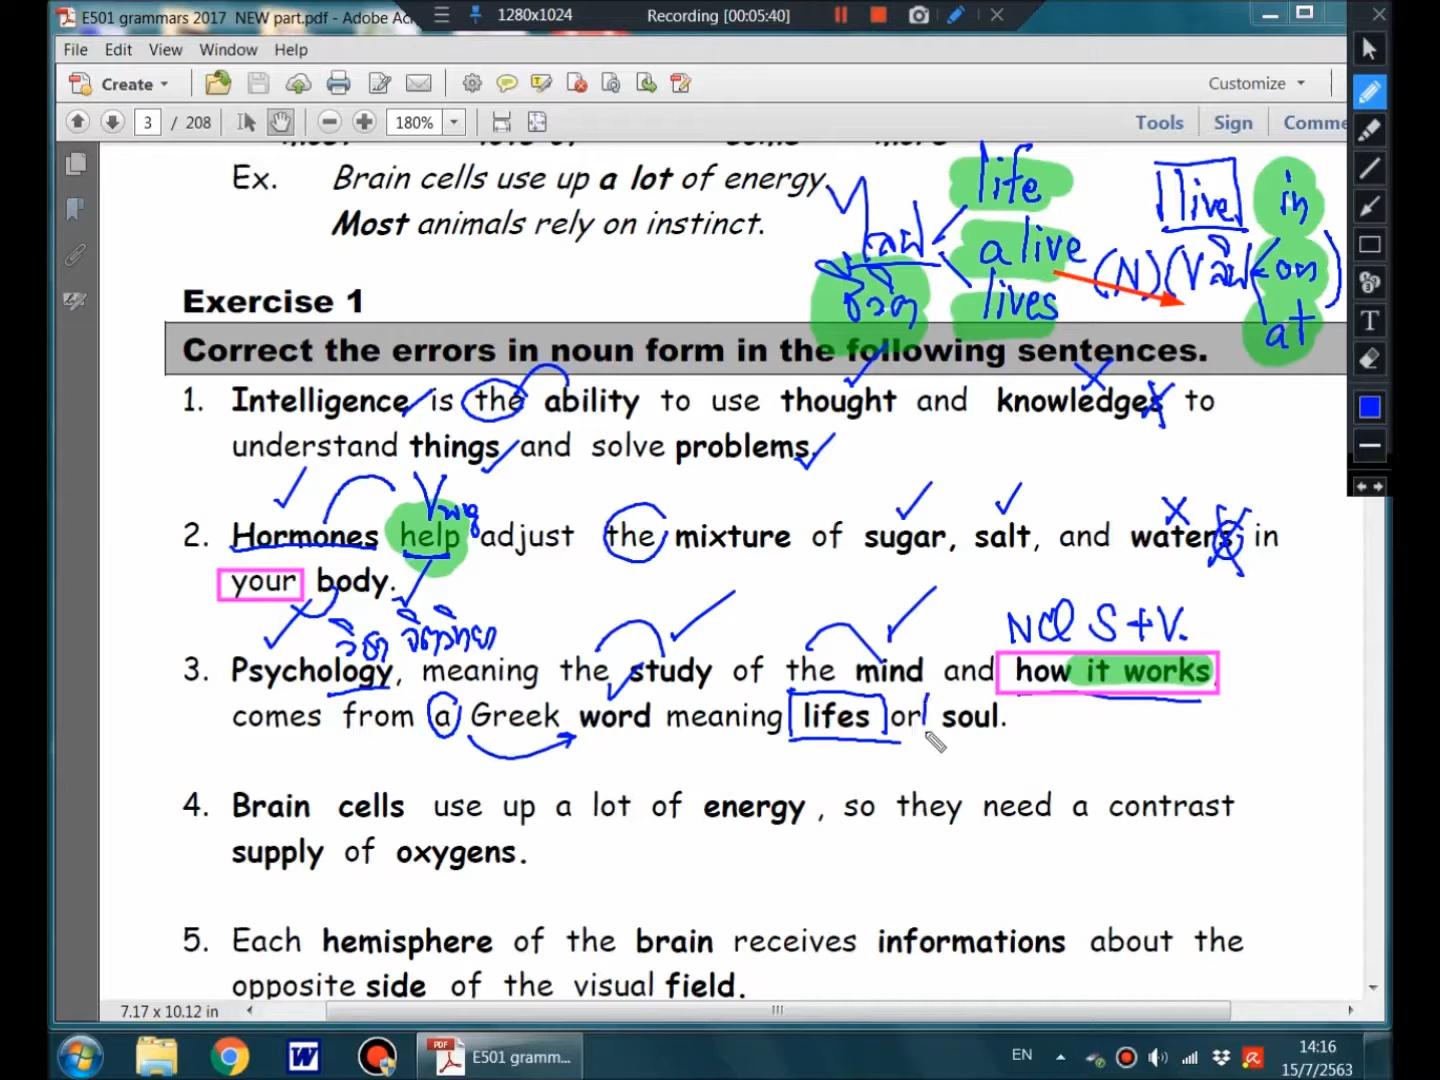 E501 grammars 2017 NEW part.pdf - Adobe Ac
1280x1024
Recording [00:05:40]
File Edit View Window Help
Create
Customize
3 / 208
180%
Tools Sign Comme
Ex. Brain cells use up a lot of energy.
Most animals rely on instinct.
life
alive
lives
live
(N)
in
on
at
Exercise 1
Correct the errors in noun form in the following sentences.
1. Intelligence is the ability to use thought and knowledges to
understand things and solve problems.
2. Hormones help adjust the mixture of sugar, salt, and waters in
your body.
NCl S+V.
3. Psychology, meaning the study of the mind and how it works
comes from a Greek word meaning lifes or soul.
4. Brain cells use up a lot of energy , so they need a contrast
supply of oxygens.
5. Each hemisphere of the brain receives informations about the
opposite side of the visual field.
7.17 x 10.12 in
E501 gramm...
EN
14:16
15/7/2563